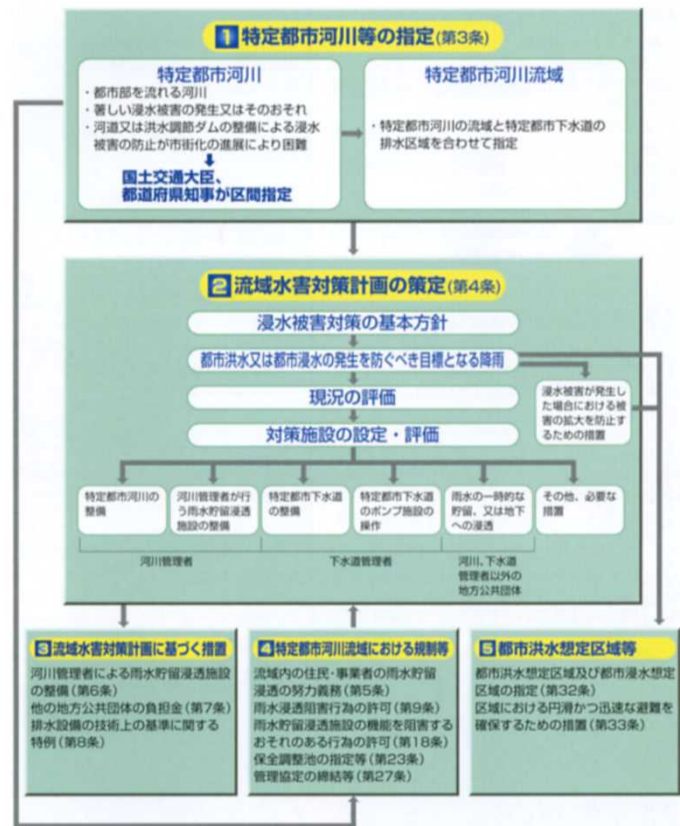 1 特定都市河川等の指定(第3条)
特定都市河川
・都市部を流れる河川
・著しい浸水被害の発生又はそのおそれ
・河道又は洪水調節ダムの整備による浸水
被害の防止が市街化の進展により困難
国土交通大臣、
都道府県知事が区間指定
特定都市河川流域
・特定都市河川の流域と特定都市下水道の
排水区域を合わせて指定
2 流域水害対策計画の策定(第4条)
浸水被害対策の基本方針
都市洪水又は都市浸水の発生を防ぐべき目標となる降雨
現況の評価
対策施設の設定・評価
浸水被害が発生し
た場合における被
害の拡大を防止す
るための措置
特定都市河川の
整備
河川管理者が行
う雨水貯留浸透
施設の整備
特定都市下水道
の整備
特定都市下水道
のポンプ施設の
操作
雨水の一時的な
貯留、又は地下
への浸透
その他、必要な
措置
河川管理者
下水道管理者
河川、下水道
管理者以外の
地方公共団体
3 流域水害対策計画に基づく措置
河川管理者による雨水貯留浸透施設
の整備(第6条)
他の地方公共団体の負担金(第7条)
排水設備の技術上の基準に関する
特例(第8条)
4 特定都市河川流域における規制等
流域内の住民・事業者の雨水貯留
浸透の努力義務(第5条)
雨水浸透阻害行為の許可(第9条)
雨水貯留浸透施設の機能を阻害する
おそれのある行為の許可(第18条)
保全調整池の指定等(第23条)
管理協定の締結等(第27条)
5 都市洪水想定区域等
都市洪水想定区域及び都市浸水想定
区域の指定(第32条)
区域における円滑かつ迅速な避難を
確保するための措置(第33条)